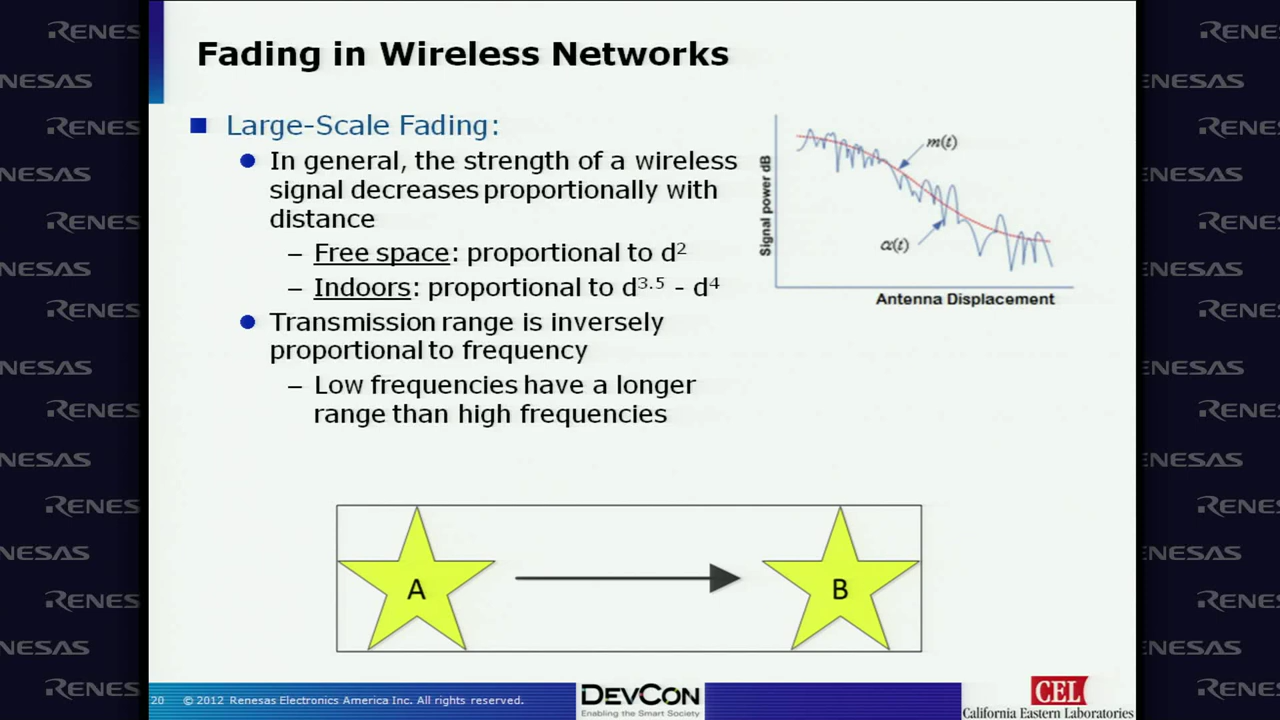 Fading in Wireless Networks
Large-Scale Fading:
In general, the strength of a wireless
signal decreases proportionally with
distance
– Free space: proportional to d²
– Indoors: proportional to d³·⁵ - d⁴
Transmission range is inversely
proportional to frequency
– Low frequencies have a longer
range than high frequencies
Signal power dB
m(t)
α(t)
Antenna Displacement
A
B
20 © 2012 Renesas Electronics America Inc. All rights reserved.
DEVCON
Enabling the Smart Society
CEL
California Eastern Laboratories